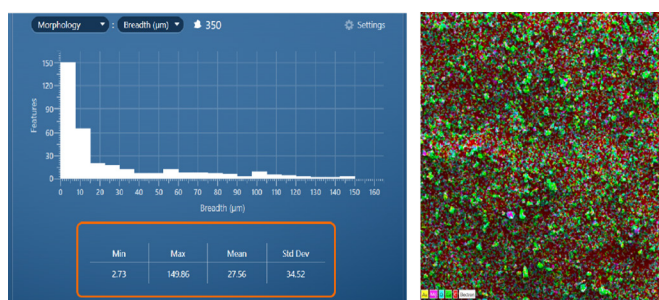 Morphology : Breadth (μm) 350 Settings
150
120
90
60
30
0
Features
0 10 20 30 40 50 60 70 80 90 100 110 120 130 140 150 160
Breadth (μm)
Min Max Mean Std Dev
2.73 149.86 27.56 34.52